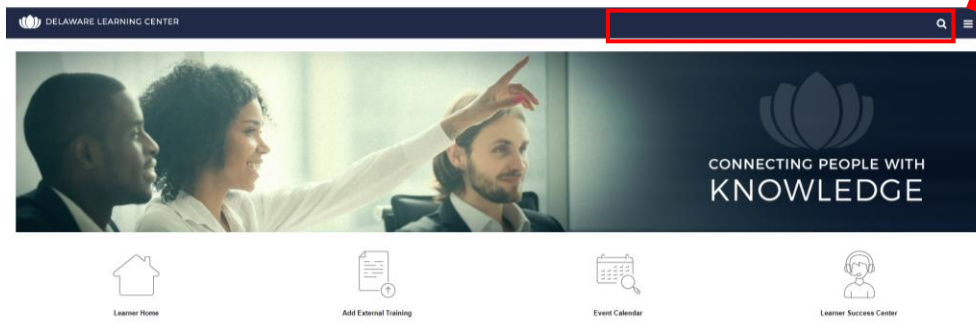 DELAWARE LEARNING CENTER
CONNECTING PEOPLE WITH
KNOWLEDGE
Learner Home
Add External Training
Event Calendar
Learner Success Center